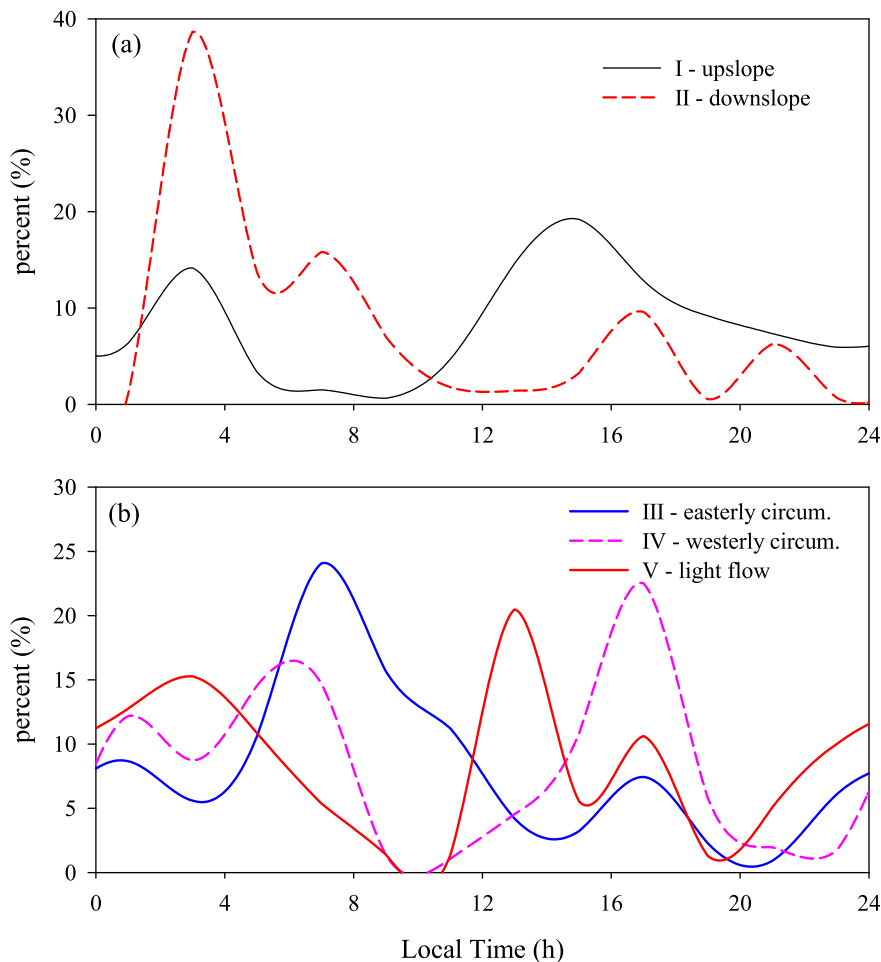 40
(a)
I - upslope
II - downslope
30
percent (%)
20
10
0
0 4 8 12 16 20 24
30
(b)
III - easterly circum.
IV - westerly circum.
V - light flow
25
20
percent (%)
15
10
5
0
0 4 8 12 16 20 24
Local Time (h)